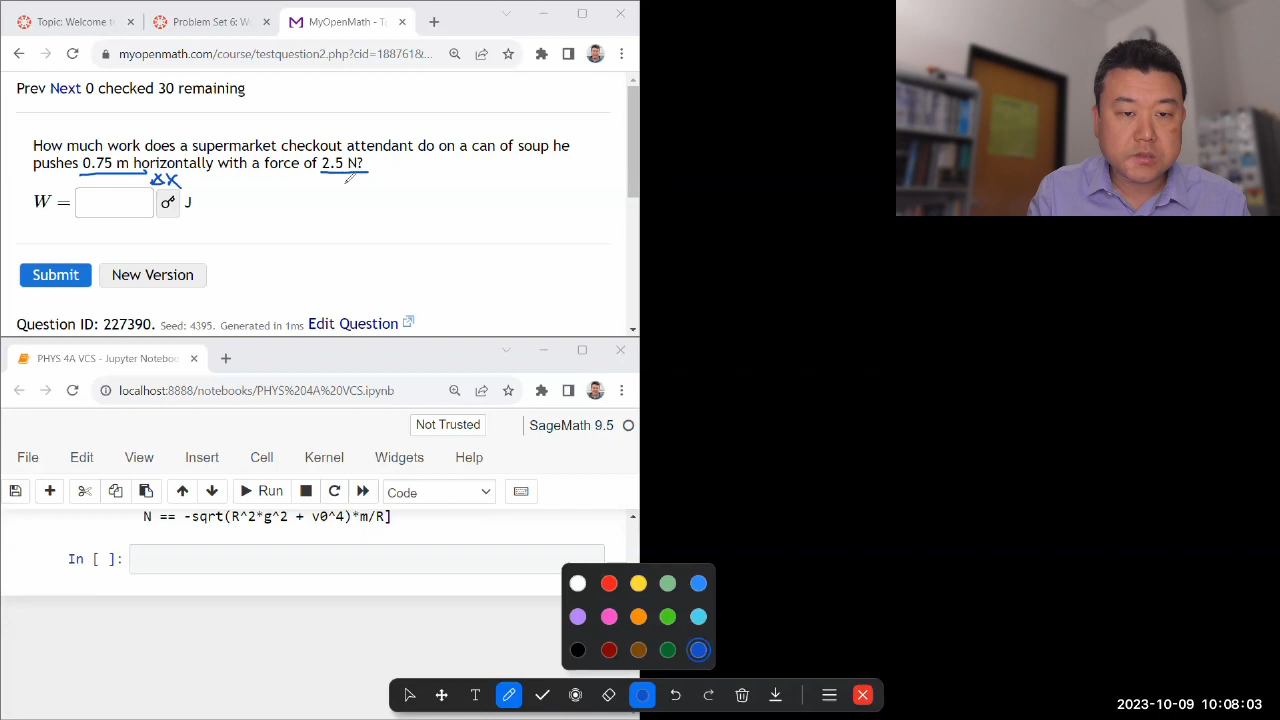 Topic: Welcome to
Problem Set 6: W
MyOpenMath - T
myopenmath.com/course/testquestion2.php?cid=188761&...
Prev Next 0 checked 30 remaining
How much work does a supermarket checkout attendant do on a can of soup he
pushes 0.75 m horizontally with a force of 2.5 N?
Δx
W = J
Submit New Version
Question ID: 227390. Seed: 4395. Generated in 1ms Edit Question
PHYS 4A VCS - Jupyter Noteboo
localhost:8888/notebooks/PHYS%204A%20VCS.ipynb
Not Trusted SageMath 9.5
File Edit View Insert Cell Kernel Widgets Help
Run Code
N == -sqrt(R^2*g^2 + v0^4)*m/R]
In [ ]:
2023-10-09 10:08:03